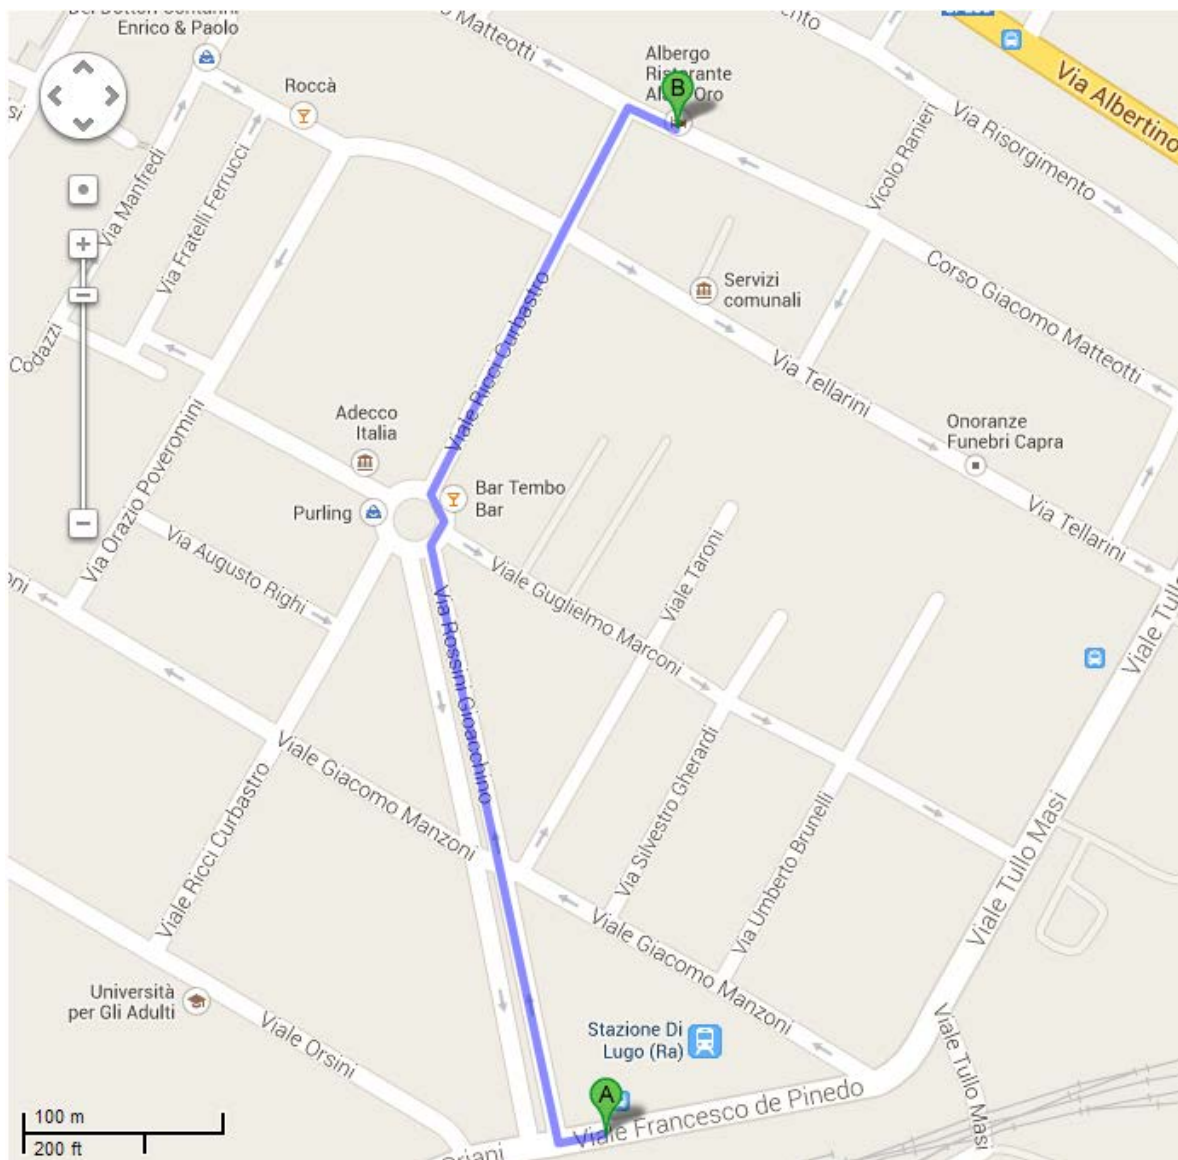 Enrico & Paolo
Matteotti
Albergo
Ristorante
Oro
B
Via Albertino
Roccà
Via Risorgimento
Vicolo Ranieri
Via Manfredi
Via Fratelli Ferrucci
Servizi
comunali
Corso Giacomo Matteotti
Viale Ricci Curbastro
Codazzi
Via Tellarini
Adecco
Italia
Onoranze
Funebri Capra
Via Orazio Poveromini
Purling
Bar Tembo
Bar
Via Tellarini
Via Augusto Righi
Viale Guglielmo Marconi
Viale Taroni
Viale Tullo
Via Rossini Gioacchino
Viale Giacomo Manzoni
Viale Ricci Curbastro
Via Silvestro Gherardi
Via Umberto Brunelli
Viale Tullo Masi
Viale Giacomo Manzoni
Università
per Gli Adulti
Viale Orsini
Stazione Di
Lugo (Ra)
Viale Tullo Masi
A
Viale Francesco de Pinedo
100 m
200 ft